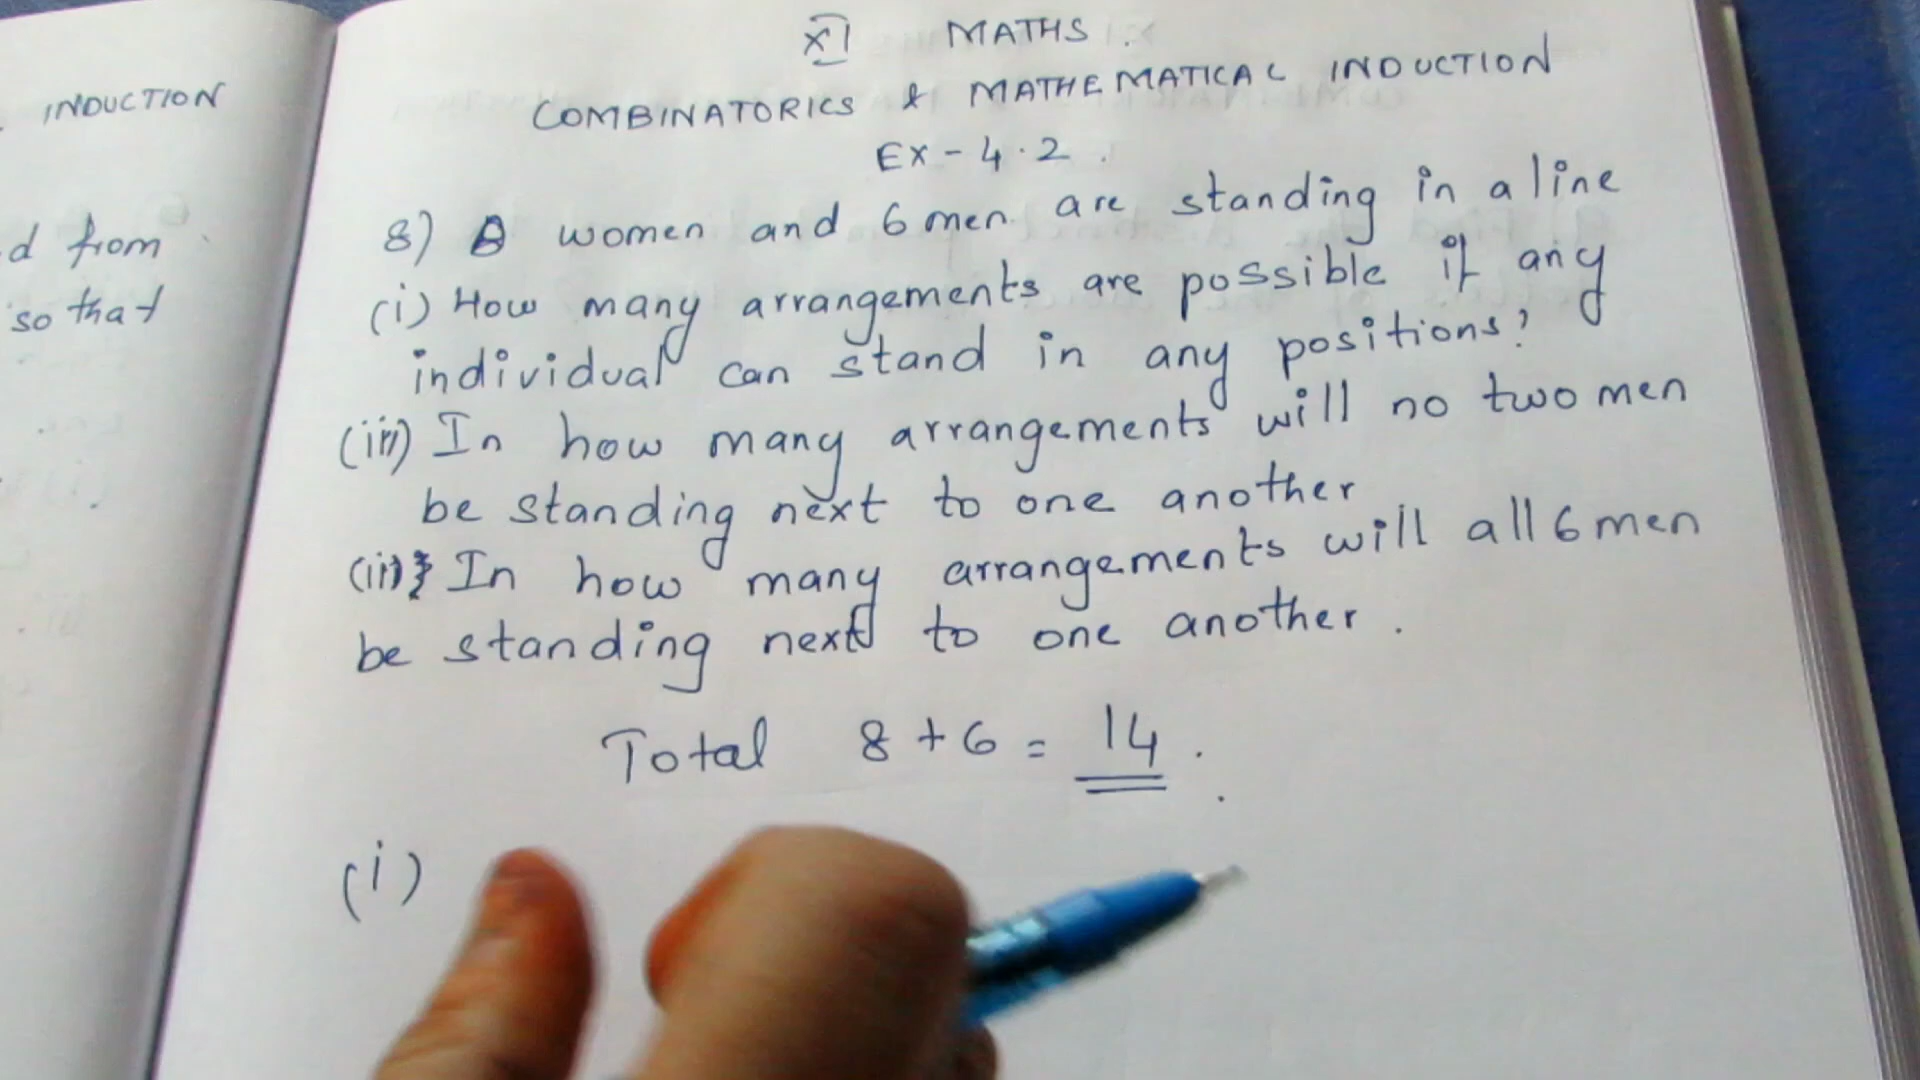 INDUCTION
d from
so that
XI MATHS.
COMBINATORICS & MATHEMATICAL INDUCTION
Ex - 4.2.
8) 8 women and 6 men are standing in a line
(i) How many arrangements are possible if any
individual can stand in any positions?
(iii) In how many arrangements will no two men
be standing next to one another
(ii) In how many arrangements will all 6 men
be standing next to one another.
Total 8 + 6 = 14.
(i)